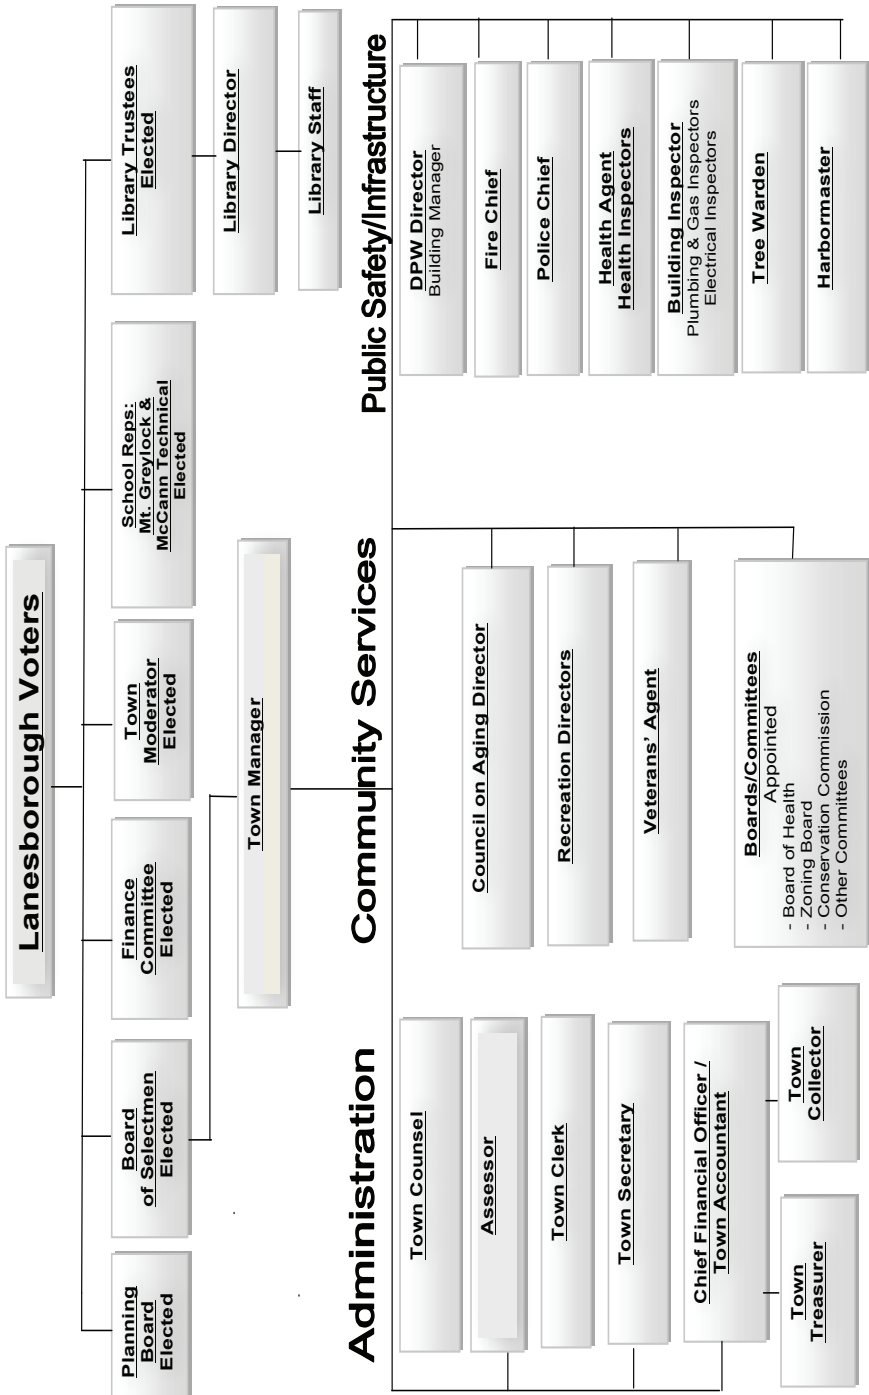 Lanesborough Voters
Planning
Board
Elected
Board
of Selectmen
Elected
Finance
Committee
Elected
Town
Moderator
Elected
School Reps:
Mt. Greylock &
McCann Technical
Elected
Library Trustees
Elected
Library Director
Library Staff
Town Manager
Administration
Town Counsel
Assessor
Town Clerk
Town Secretary
Chief Financial Officer /
Town Accountant
Town
Treasurer
Town
Collector
Community Services
Council on Aging Director
Recreation Directors
Veterans’ Agent
Boards/Committees
Appointed
- Board of Health
- Zoning Board
- Conservation Commission
- Other Committees
Public Safety/Infrastructure
DPW Director
Building Manager
Fire Chief
Police Chief
Health Agent
Health Inspectors
Building Inspector
Plumbing & Gas Inspectors
Electrical Inspectors
Tree Warden
Harbormaster